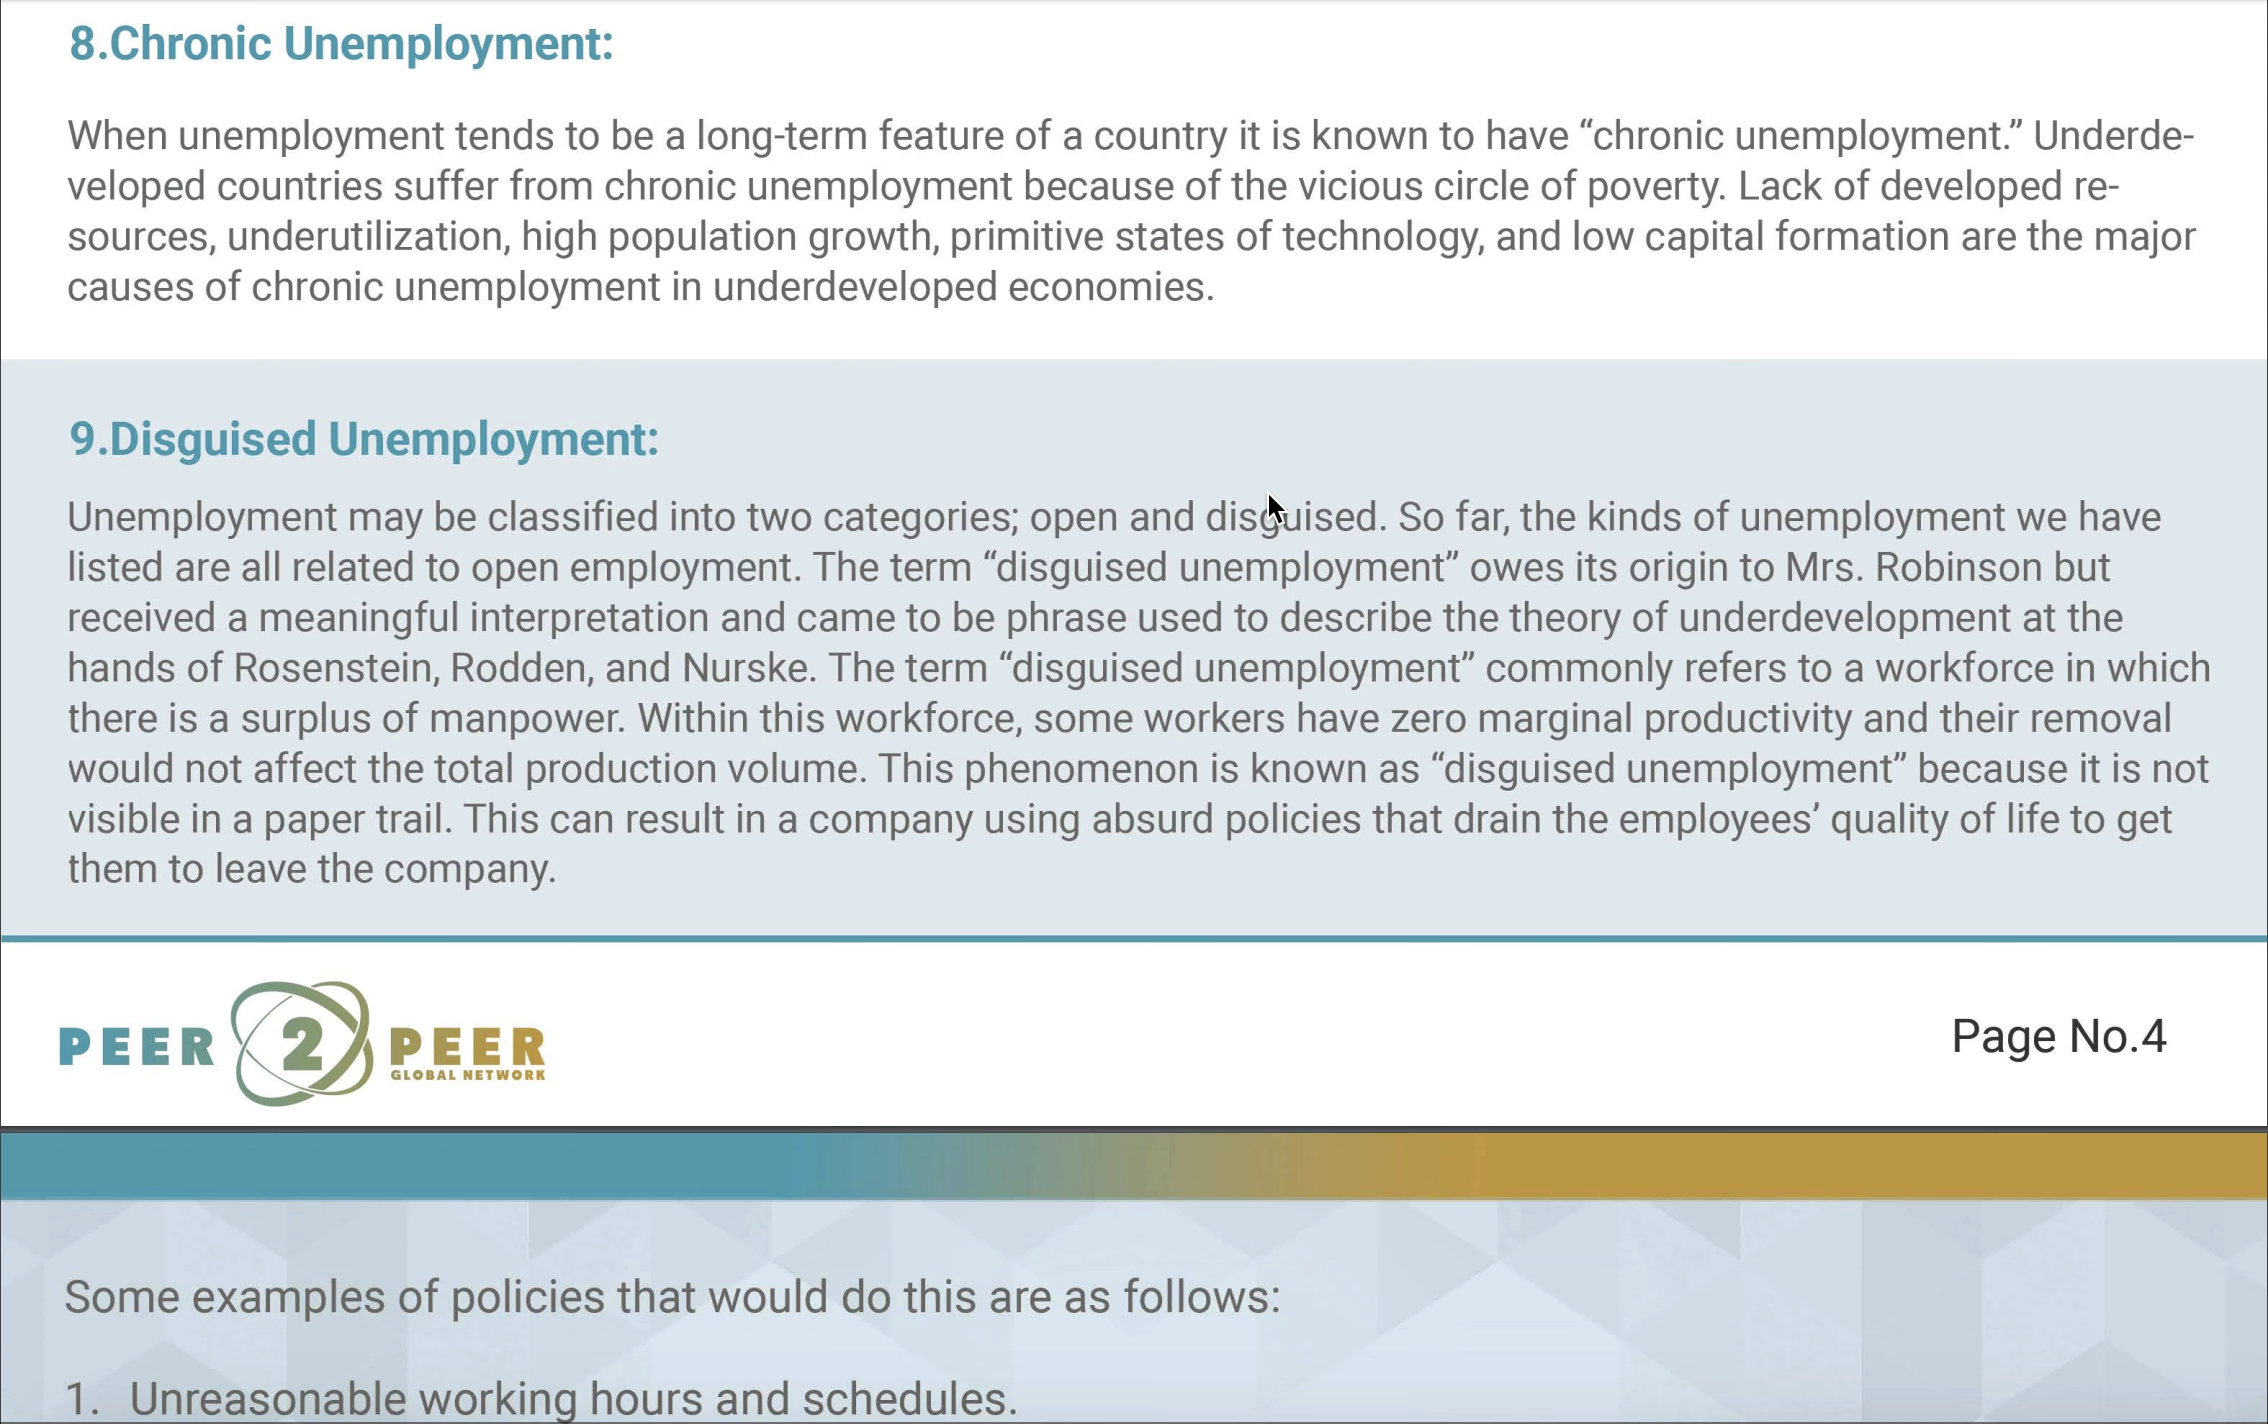 8.Chronic Unemployment:
When unemployment tends to be a long-term feature of a country it is known to have “chronic unemployment.” Underde-
veloped countries suffer from chronic unemployment because of the vicious circle of poverty. Lack of developed re-
sources, underutilization, high population growth, primitive states of technology, and low capital formation are the major
causes of chronic unemployment in underdeveloped economies.
9.Disguised Unemployment:
Unemployment may be classified into two categories; open and disguised. So far, the kinds of unemployment we have
listed are all related to open employment. The term “disguised unemployment” owes its origin to Mrs. Robinson but
received a meaningful interpretation and came to be phrase used to describe the theory of underdevelopment at the
hands of Rosenstein, Rodden, and Nurske. The term “disguised unemployment” commonly refers to a workforce in which
there is a surplus of manpower. Within this workforce, some workers have zero marginal productivity and their removal
would not affect the total production volume. This phenomenon is known as “disguised unemployment” because it is not
visible in a paper trail. This can result in a company using absurd policies that drain the employees’ quality of life to get
them to leave the company.
PEER 2 PEER
GLOBAL NETWORK
Page No.4
Some examples of policies that would do this are as follows:
1. Unreasonable working hours and schedules.